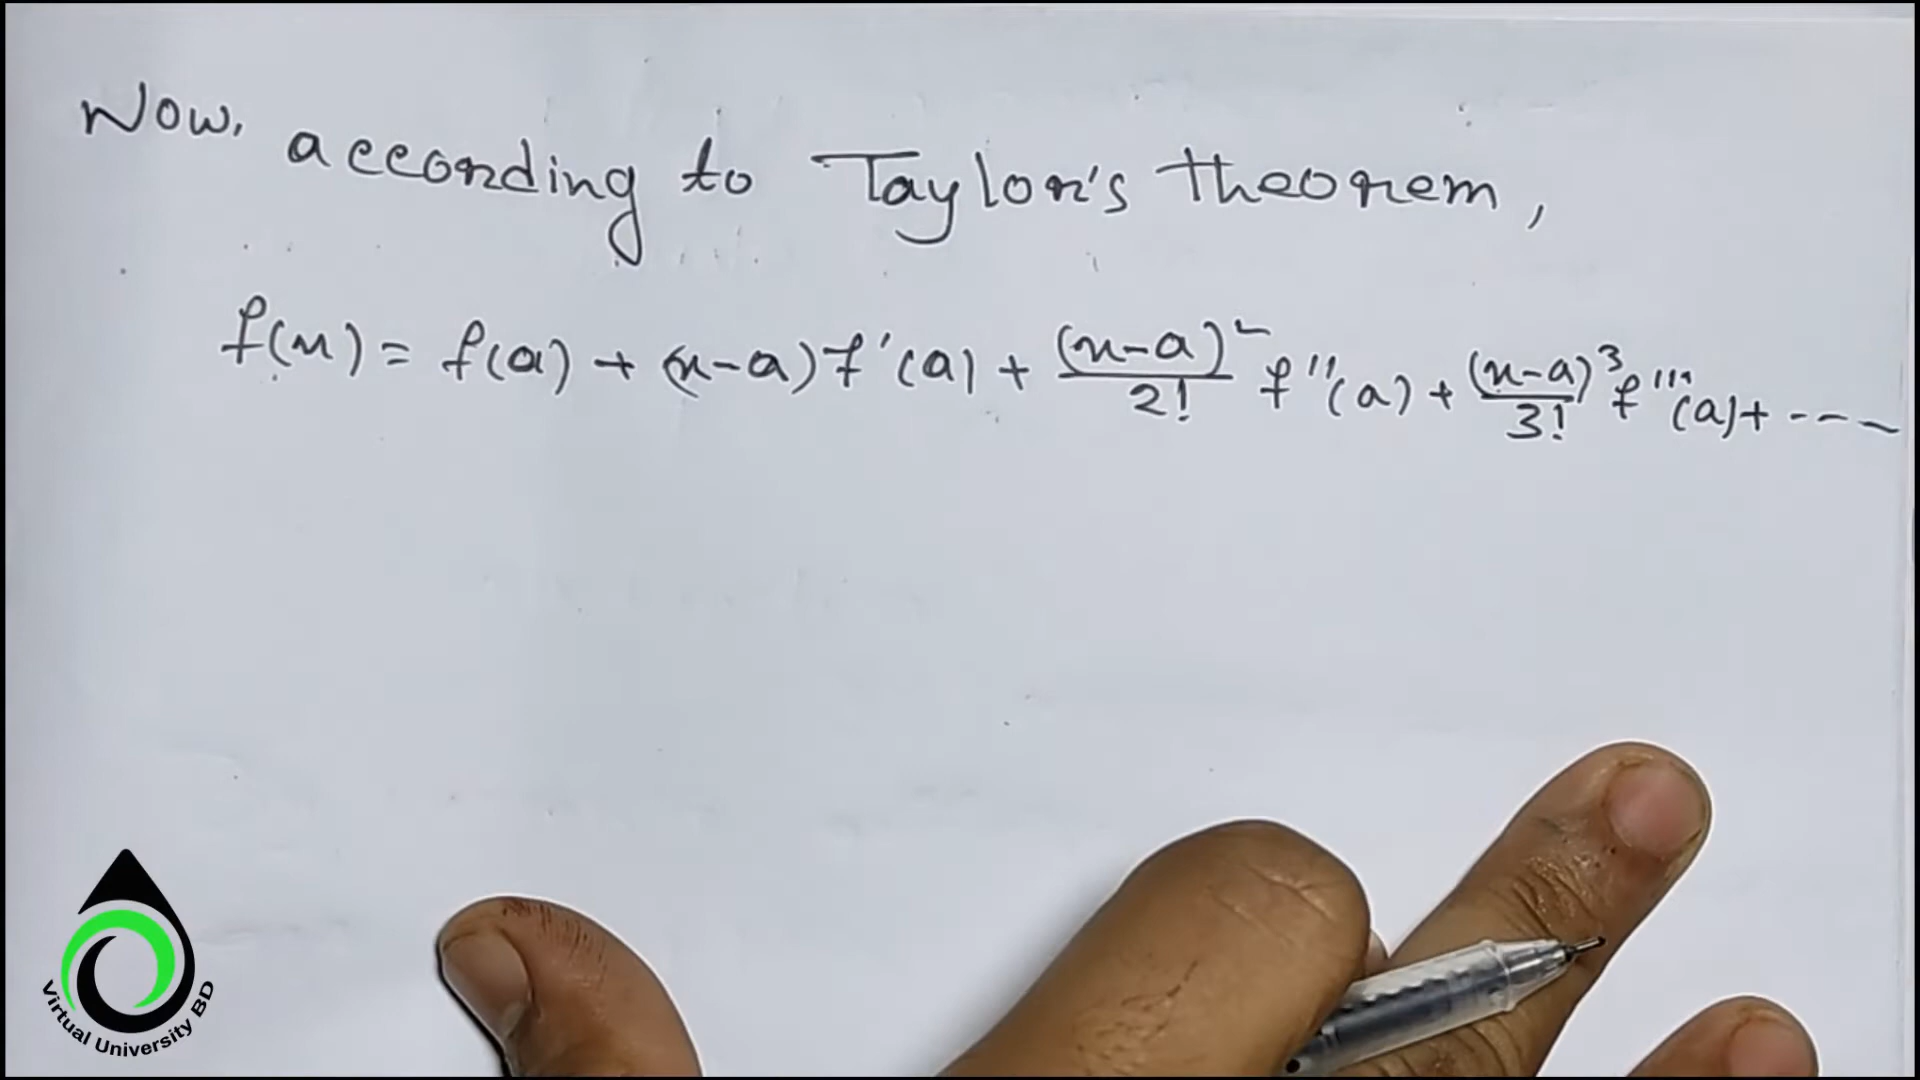 Now, according to Taylor's theorem,
f(x) = f(a) + (x-a) f'(a) + (x-a)²/2! f''(a) + (x-a)³/3! f'''(a) + ----
Virtual University BD